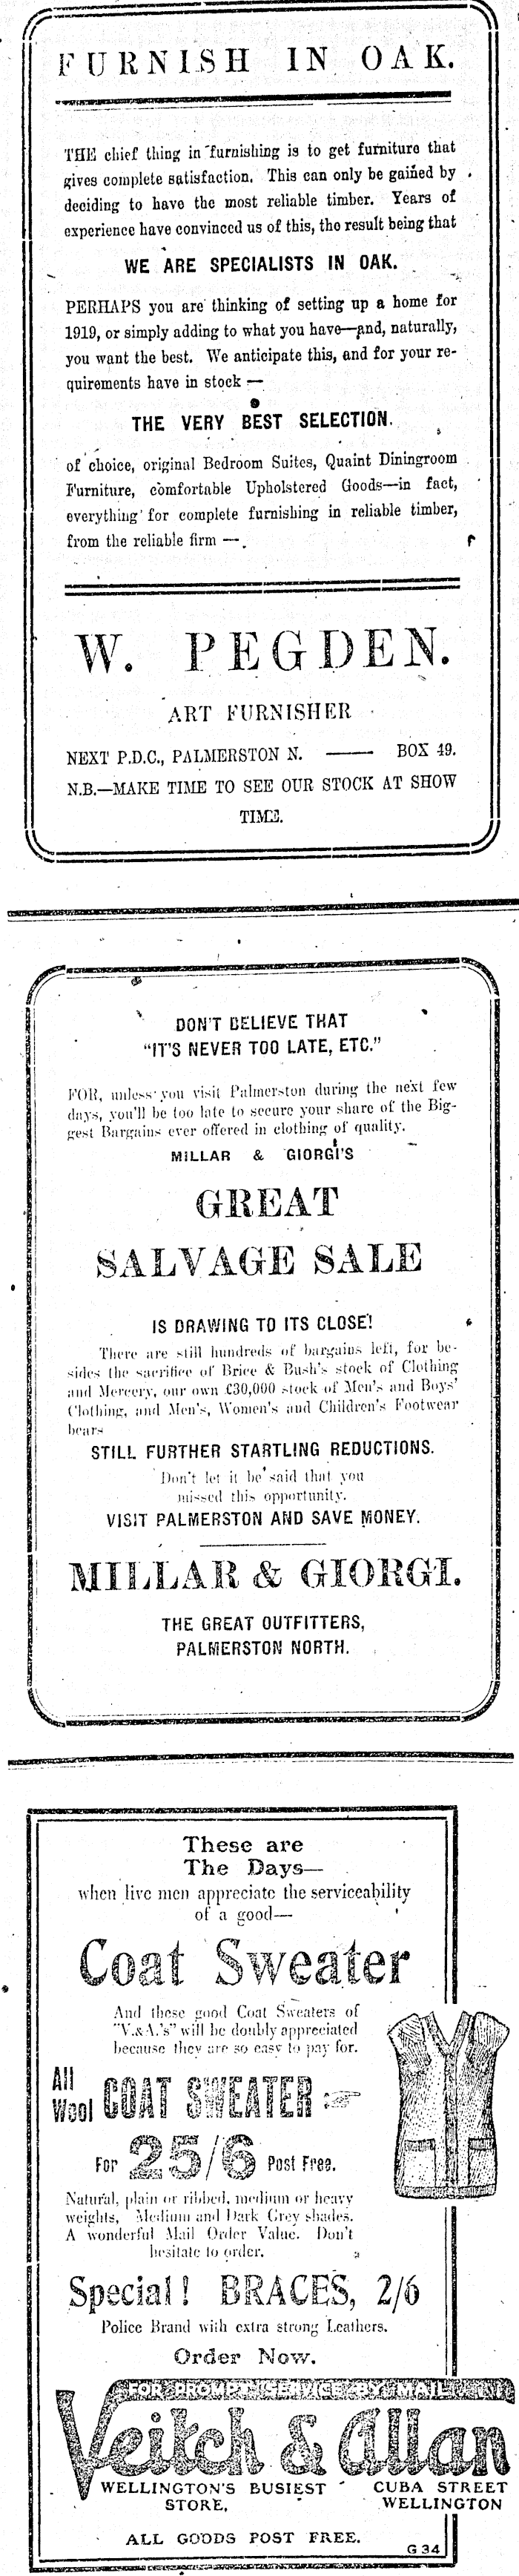 FURNISH IN OAK.
THE chief thing in furnishing is to get furniture that
gives complete satisfaction. This can only be gained by
deciding to have the most reliable timber. Years of
experience have convinced us of this, the result being that
WE ARE SPECIALISTS IN OAK.
PERHAPS you are thinking of setting up a home for
1919, or simply adding to what you have—and, naturally,
you want the best. We anticipate this, and for your re-
quirements have in stock —
THE VERY BEST SELECTION.
of choice, original Bedroom Suites, Quaint Diningroom
Furniture, comfortable Upholstered Goods—in fact,
everything for complete furnishing in reliable timber,
from the reliable firm —.
W. PEGDEN.
ART FURNISHER
NEXT P.D.C., PALMERSTON N. —— BOX 49.
N.B.—MAKE TIME TO SEE OUR STOCK AT SHOW
TIME.
DON'T BELIEVE THAT
"IT'S NEVER TOO LATE, ETC."
FOR, unless you visit Palmerston during the next few
days, you'll be too late to secure your share of the Big-
gest Bargains ever offered in clothing of quality.
MILLAR & GIORGI'S
GREAT
SALVAGE SALE
IS DRAWING TO ITS CLOSE!
There are still hundreds of bargains left, for be-
sides the sacrifice of Brice & Bush's stock of Clothing
and Mercery, our own £30,000 stock of Men's and Boys'
Clothing, and Men's, Women's and Children's Footwear
bears
STILL FURTHER STARTLING REDUCTIONS.
Don't let it be said that you
missed this opportunity.
VISIT PALMERSTON AND SAVE MONEY.
MILLAR & GIORGI.
THE GREAT OUTFITTERS,
PALMERSTON NORTH.
These are
The Days—
when live men appreciate the serviceability
of a good—
Coat Sweater
And these good Coat Sweaters of
"V.&A.'s" will be doubly appreciated
because they are so easy to pay for.
All Wool COAT SWEATER
For 25/6 Post Free.
Natural, plain or ribbed, medium or heavy
weights, Medium and Dark Grey shades.
A wonderful Mail Order Value. Don't
hesitate to order.
Special! BRACES, 2/6
Police Brand with extra strong Leathers.
Order Now.
FOR PROMPT SERVICE BY MAIL
Veitch & Allan
WELLINGTON'S BUSIEST CUBA STREET
STORE, WELLINGTON
ALL GOODS POST FREE.
G 34